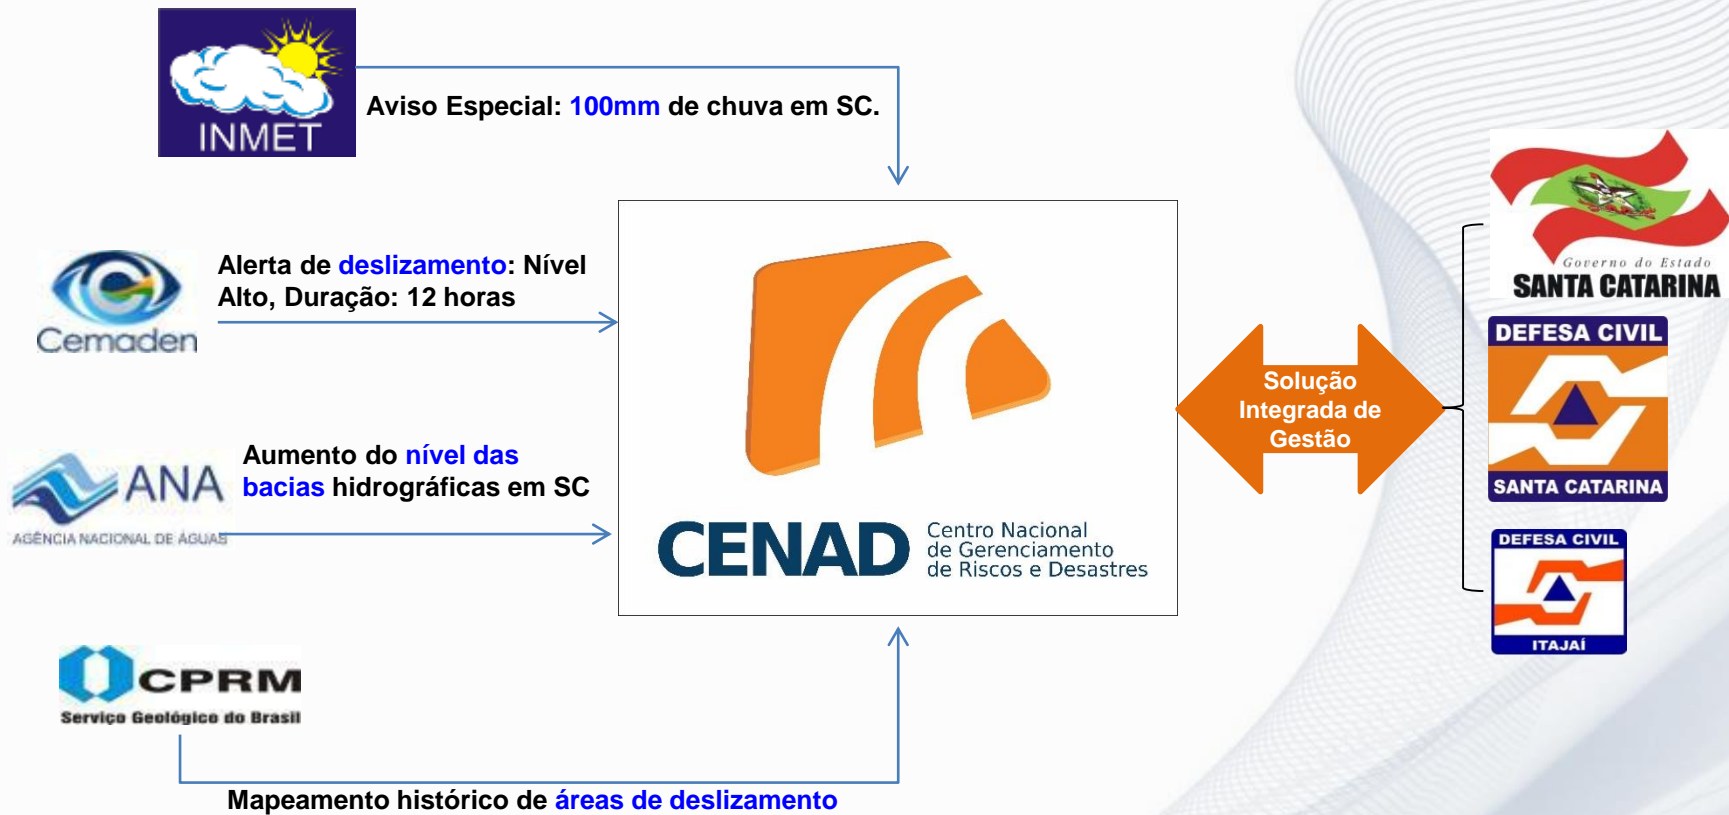 INMET
Aviso Especial: 100mm de chuva em SC.
Cemaden
Alerta de deslizamento: Nível
Alto, Duração: 12 horas
ANA
AGÊNCIA NACIONAL DE ÁGUAS
Aumento do nível das
bacias hidrográficas em SC
CPRM
Serviço Geológico do Brasil
Mapeamento histórico de áreas de deslizamento
CENAD
Centro Nacional
de Gerenciamento
de Riscos e Desastres
Solução
Integrada de
Gestão
Governo do Estado
SANTA CATARINA
DEFESA CIVIL
SANTA CATARINA
DEFESA CIVIL
ITAJAÍ